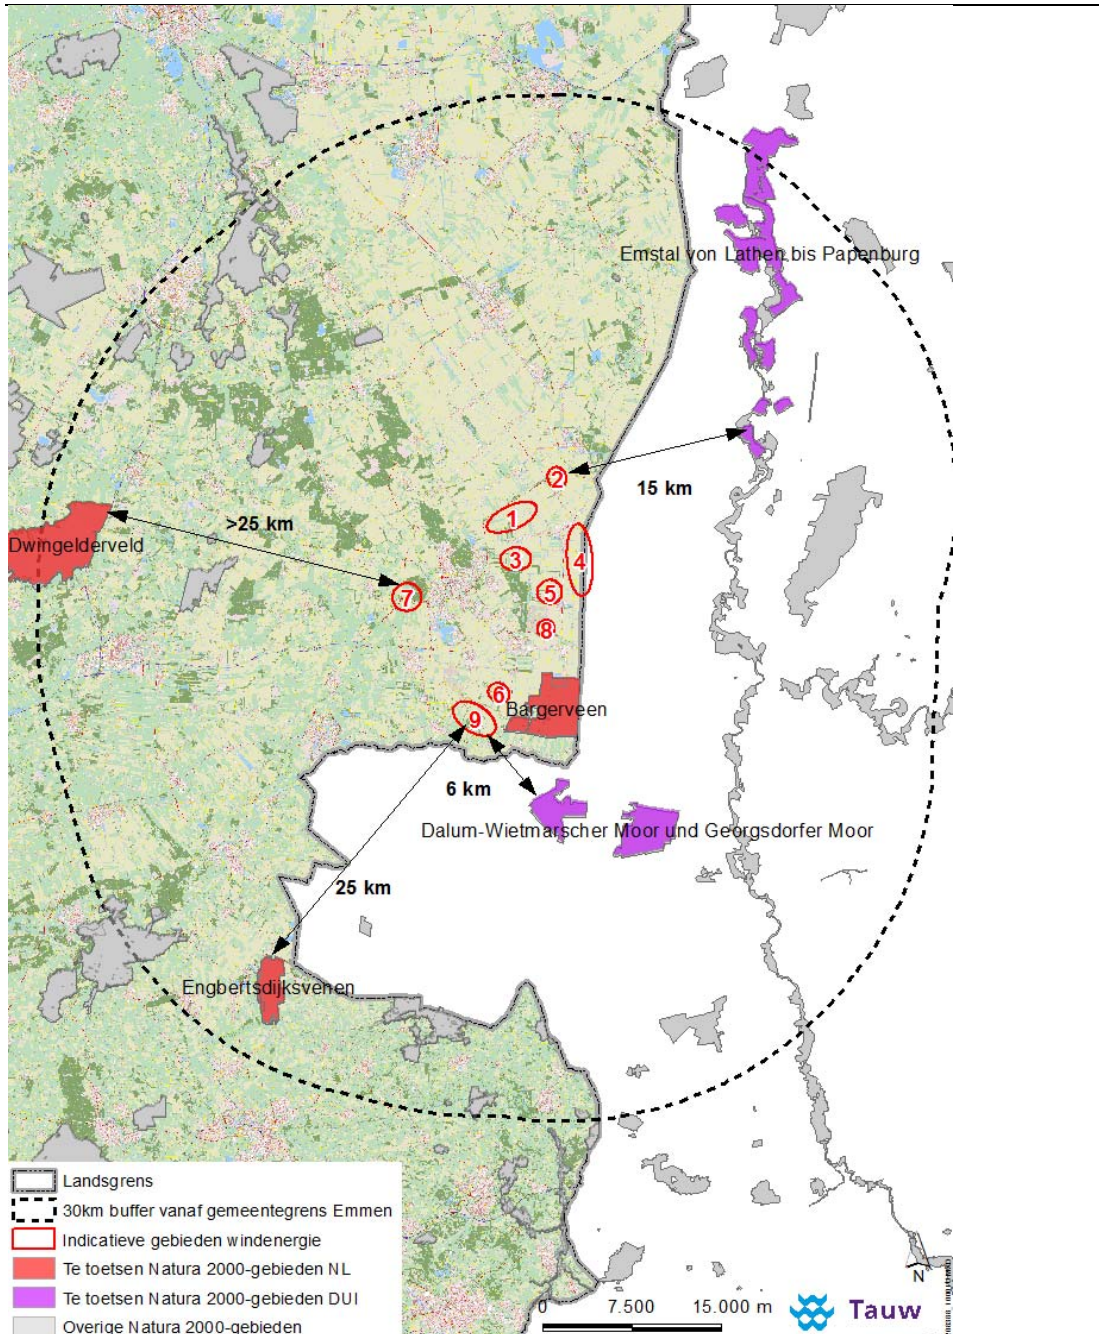 Emstal von Lathen bis Papenburg
2
15 km
1
>25 km
Dwingelderveld
3
4
5
7
8
6
Bargerveen
9
6 km
Dalum-Wietmarscher Moor und Georgsdorfer Moor
25 km
Engbertsdijksvenen
Landsgrens
30km buffer vanaf gemeentegrens Emmen
Indicatieve gebieden windenergie
Te toetsen Natura 2000-gebieden NL
Te toetsen Natura 2000-gebieden DUI
Overige Natura 2000-gebieden
0 7.500 15.000 m
N
Tauw